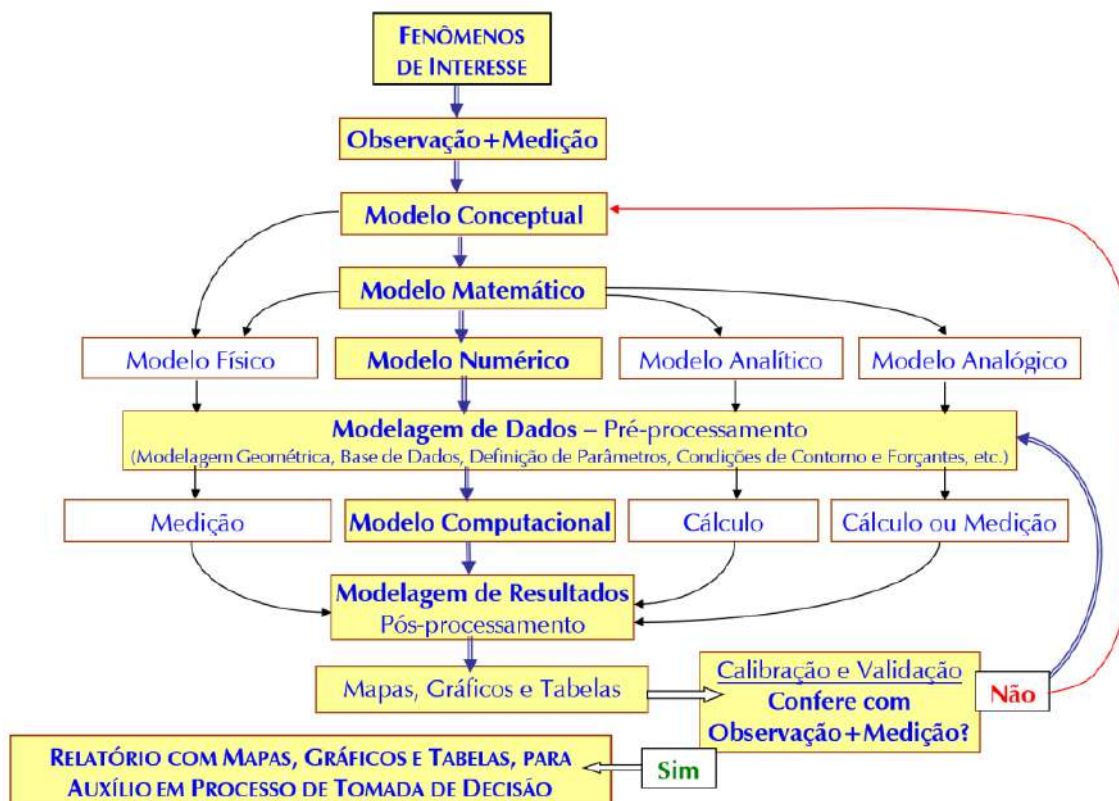 FENÔMENOS
DE INTERESSE
Observação+Medição
Modelo Conceptual
Modelo Matemático
Modelo Físico
Modelo Numérico
Modelo Analítico
Modelo Analógico
Modelagem de Dados – Pré-processamento
(Modelagem Geométrica, Base de Dados, Definição de Parâmetros, Condições de Contorno e Forçantes, etc.)
Medição
Modelo Computacional
Cálculo
Cálculo ou Medição
Modelagem de Resultados
Pós-processamento
Mapas, Gráficos e Tabelas
Calibração e Validação
Confere com
Observação+Medição?
Não
Sim
RELATÓRIO COM MAPAS, GRÁFICOS E TABELAS, PARA
AUXÍLIO EM PROCESSO DE TOMADA DE DECISÃO